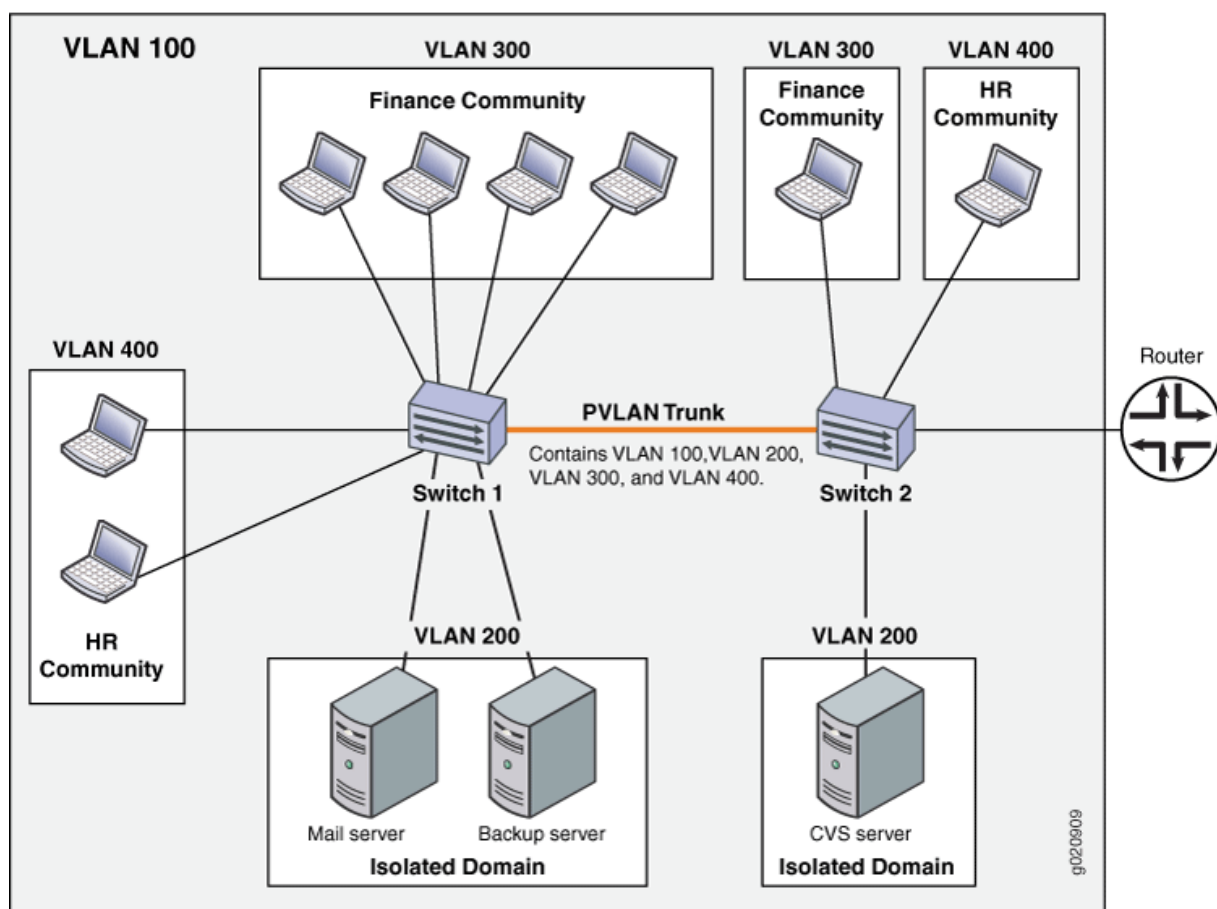 VLAN 100
VLAN 300
Finance Community
VLAN 300
Finance
Community
VLAN 400
HR
Community
VLAN 400
HR
Community
Router
PVLAN Trunk
Contains VLAN 100,VLAN 200,
VLAN 300, and VLAN 400.
Switch 1
Switch 2
VLAN 200
Mail server
Backup server
Isolated Domain
VLAN 200
CVS server
Isolated Domain
g020909